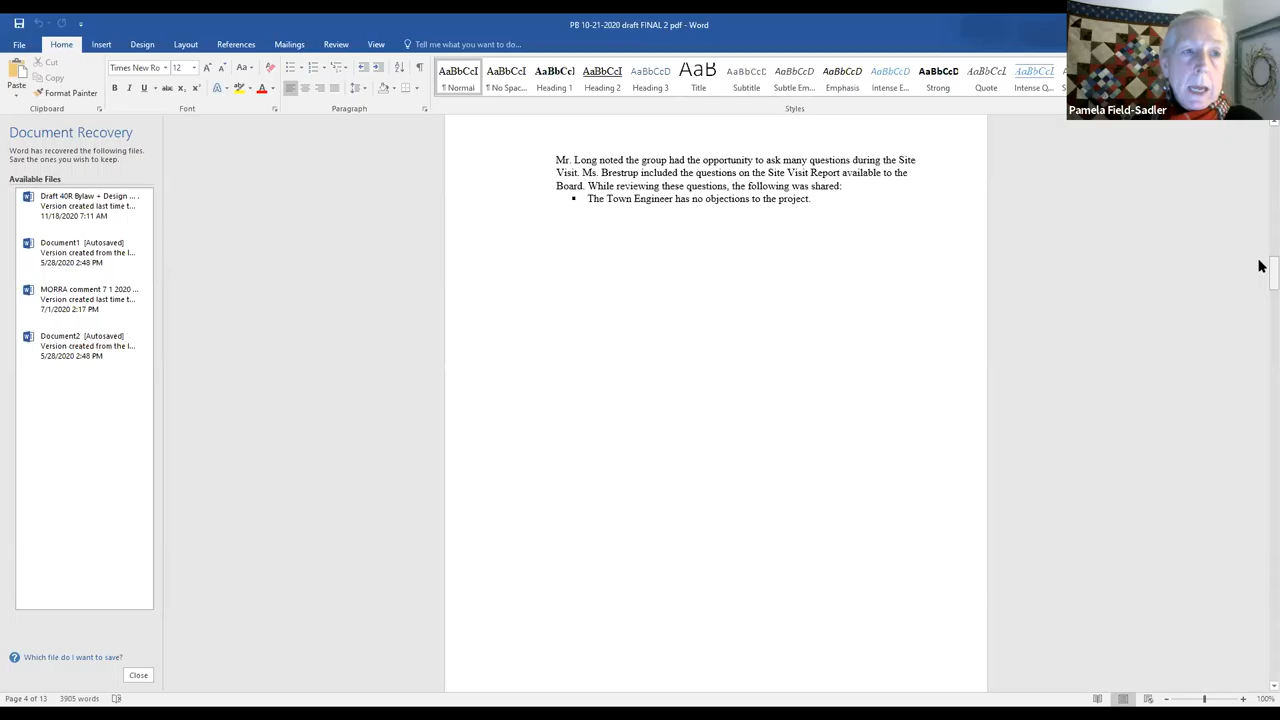 PB 10-21-2020 draft FINAL 2 pdf - Word
File Home Insert Design Layout References Mailings Review View Tell me what you want to do...
Cut
Copy
Format Painter
Paste
Clipboard
Times New Ro 12
Font
Paragraph
AaBbCcI AaBbCcI AaBbCcl AaBbCcI AaBbCcD AaB AaBbCcD AaBbCcD AaBbCcD AaBbCcD AaBbCcD AaBbCcI AaBbCcI
¶ Normal ¶ No Spac... Heading 1 Heading 2 Heading 3 Title Subtitle Subtle Em... Emphasis Intense E... Strong Quote Intense Q...
Styles
Pamela Field-Sadler
Document Recovery
Word has recovered the following files.
Save the ones you wish to keep.
Available Files
Draft 40R Bylaw + Design ...
Version created last time t...
11/18/2020 7:11 AM
Document1 [Autosaved]
Version created from the l...
5/28/2020 2:48 PM
MORRA comment 7 1 2020 ...
Version created last time t...
7/1/2020 2:17 PM
Document2 [Autosaved]
Version created from the l...
5/28/2020 2:48 PM
Which file do I want to save?
Close
Mr. Long noted the group had the opportunity to ask many questions during the Site
Visit. Ms. Brestrup included the questions on the Site Visit Report available to the
Board. While reviewing these questions, the following was shared:
▪ The Town Engineer has no objections to the project.
Page 4 of 13 3905 words
100%